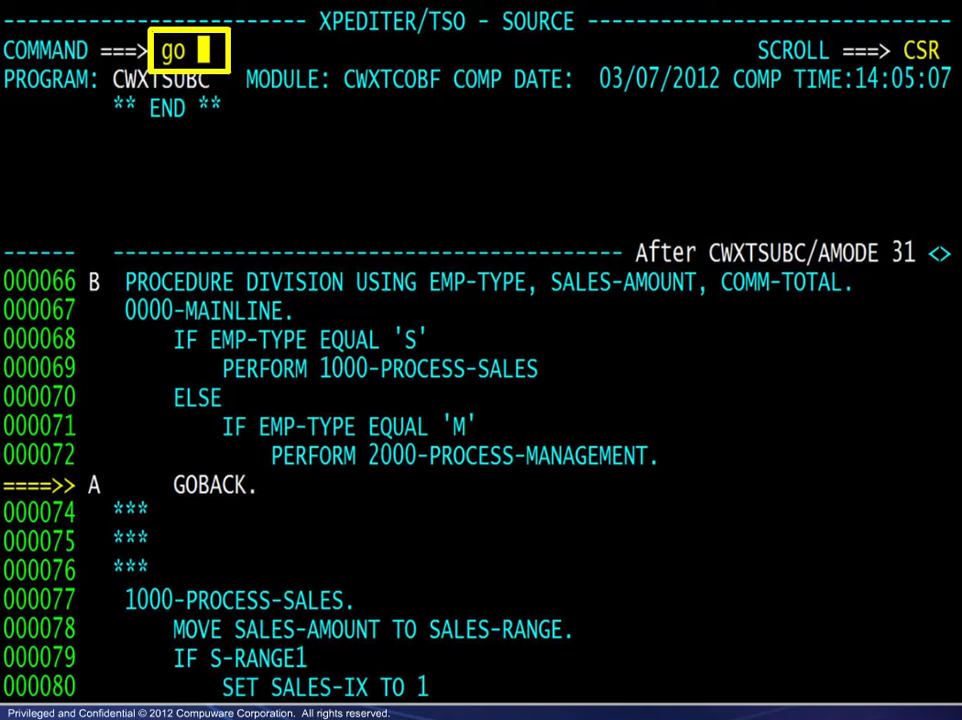 ------------------------- XPEDITER/TSO - SOURCE ------------------------------
COMMAND ===> go SCROLL ===> CSR
PROGRAM: CWXTSUBC MODULE: CWXTCOBF COMP DATE: 03/07/2012 COMP TIME:14:05:07
** END **
------ ------------------------------------------ After CWXTSUBC/AMODE 31 <>
000066 B PROCEDURE DIVISION USING EMP-TYPE, SALES-AMOUNT, COMM-TOTAL.
000067 0000-MAINLINE.
000068 IF EMP-TYPE EQUAL 'S'
000069 PERFORM 1000-PROCESS-SALES
000070 ELSE
000071 IF EMP-TYPE EQUAL 'M'
000072 PERFORM 2000-PROCESS-MANAGEMENT.
====>> A GOBACK.
000074 ***
000075 ***
000076 ***
000077 1000-PROCESS-SALES.
000078 MOVE SALES-AMOUNT TO SALES-RANGE.
000079 IF S-RANGE1
000080 SET SALES-IX TO 1
Privileged and Confidential © 2012 Compuware Corporation. All rights reserved.